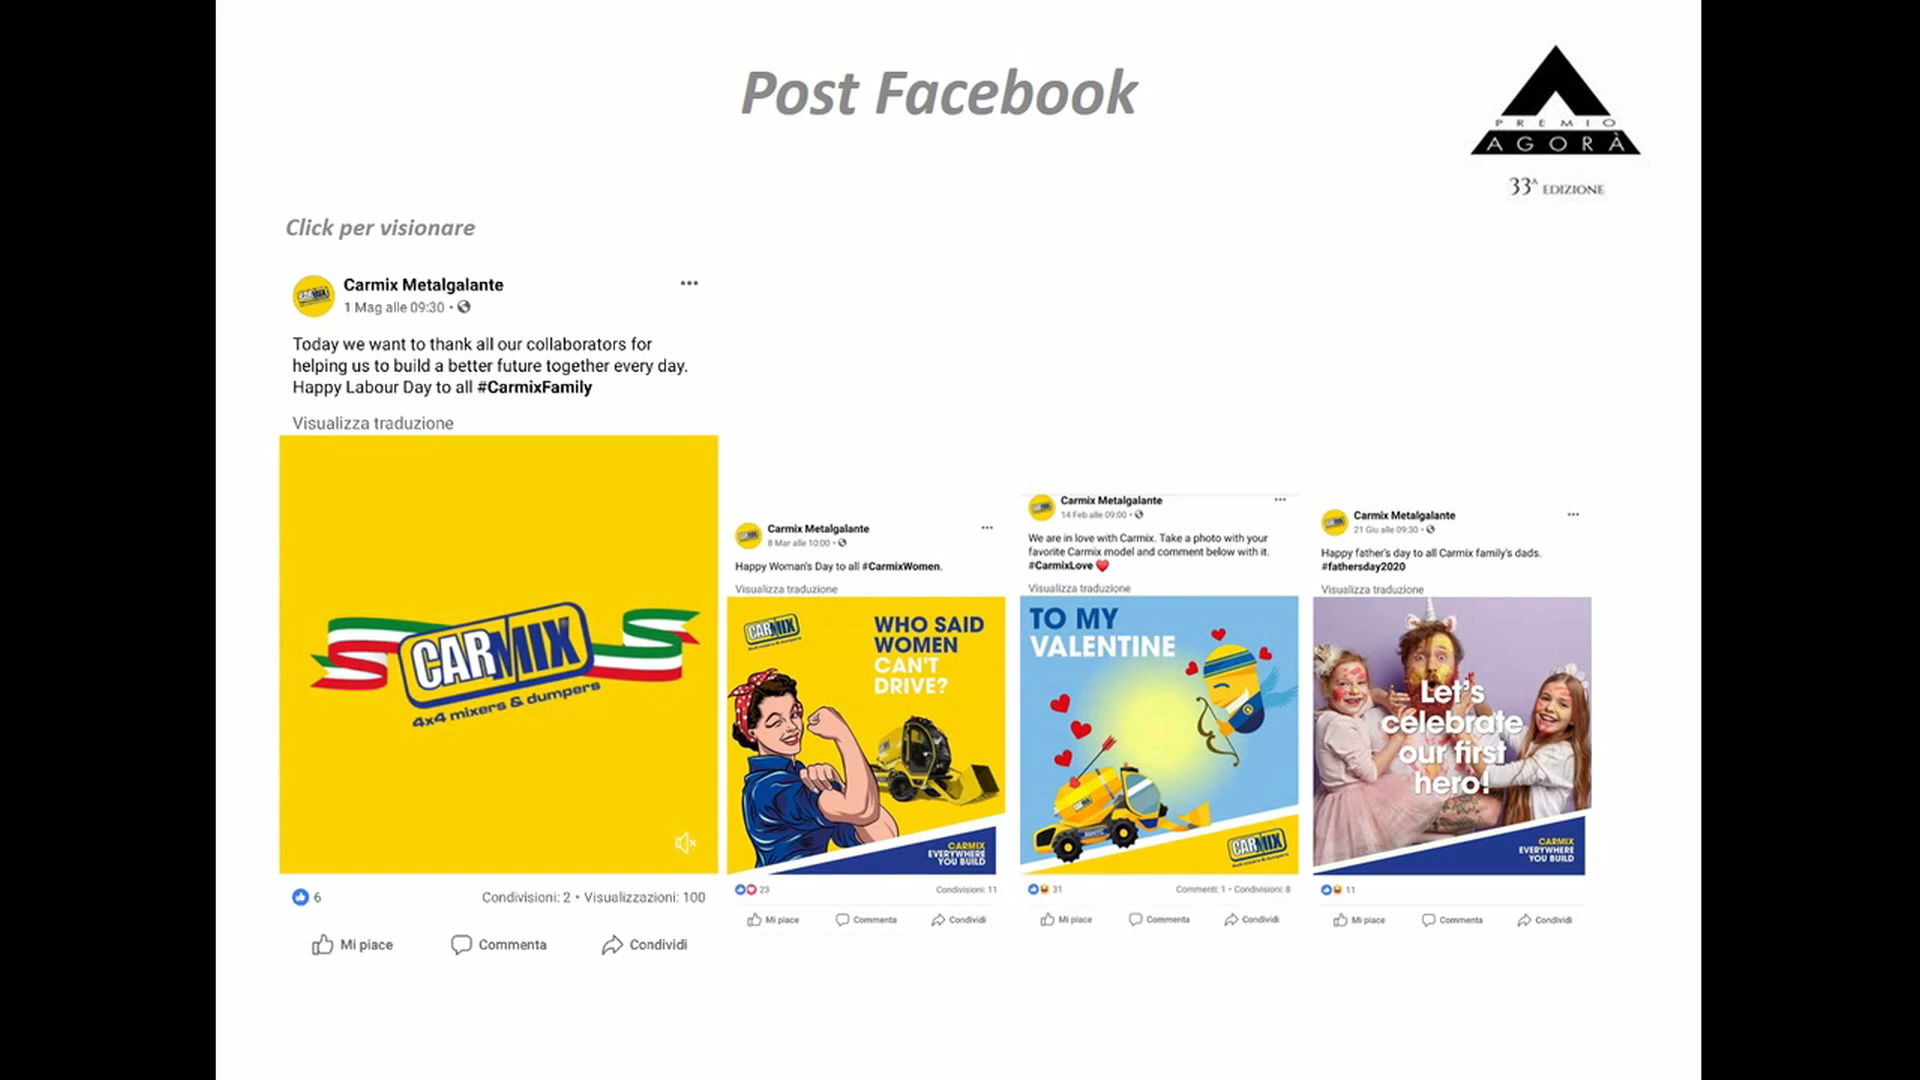 Post Facebook
PREMIO
AGORÀ
33ᴬ EDIZIONE
Click per visionare
Carmix Metalgalante
1 Mag alle 09:30 •
Today we want to thank all our collaborators for
helping us to build a better future together every day.
Happy Labour Day to all #CarmixFamily
Visualizza traduzione
CARMIX
4x4 mixers & dumpers
6
Condivisioni: 2 • Visualizzazioni: 100
Mi piace Commenta Condividi
Carmix Metalgalante
8 Mar alle 10:00 •
Happy Woman's Day to all #CarmixWomen.
Visualizza traduzione
CARMIX
4x4 mixers & dumpers
WHO SAID
WOMEN
CAN'T
DRIVE?
CARMIX
EVERYWHERE
YOU BUILD
23
Condivisioni: 11
Mi piace Commenta Condividi
Carmix Metalgalante
14 Feb alle 09:00 •
We are in love with Carmix. Take a photo with your
favorite Carmix model and comment below with it.
#CarmixLove ❤️
Visualizza traduzione
TO MY
VALENTINE
CARMIX
4x4 mixers & dumpers
31
Commenti: 1 • Condivisioni: 8
Mi piace Commenta Condividi
Carmix Metalgalante
21 Giu alle 09:30 •
Happy father's day to all Carmix family's dads.
#fathersday2020
Visualizza traduzione
Let's
celebrate
our first
hero!
CARMIX
EVERYWHERE
YOU BUILD
11
Mi piace Commenta Condividi